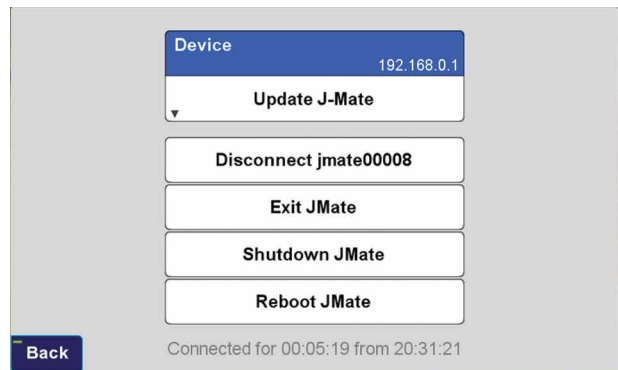 Device
192.168.0.1
Update J-Mate
Disconnect jmate00008
Exit JMate
Shutdown JMate
Reboot JMate
Connected for 00:05:19 from 20:31:21
Back